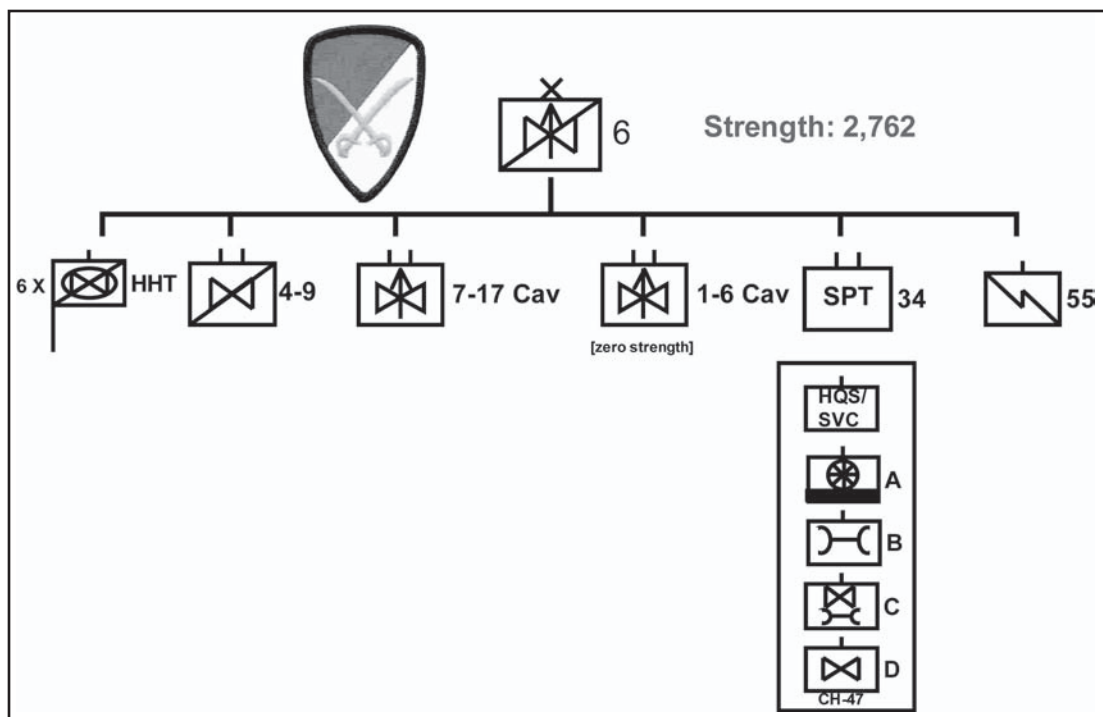 6
Strength: 2,762
6 X
HHT
4-9
7-17 Cav
1-6 Cav
[zero strength]
SPT
34
55
HQS/
SVC
A
B
C
D
CH-47